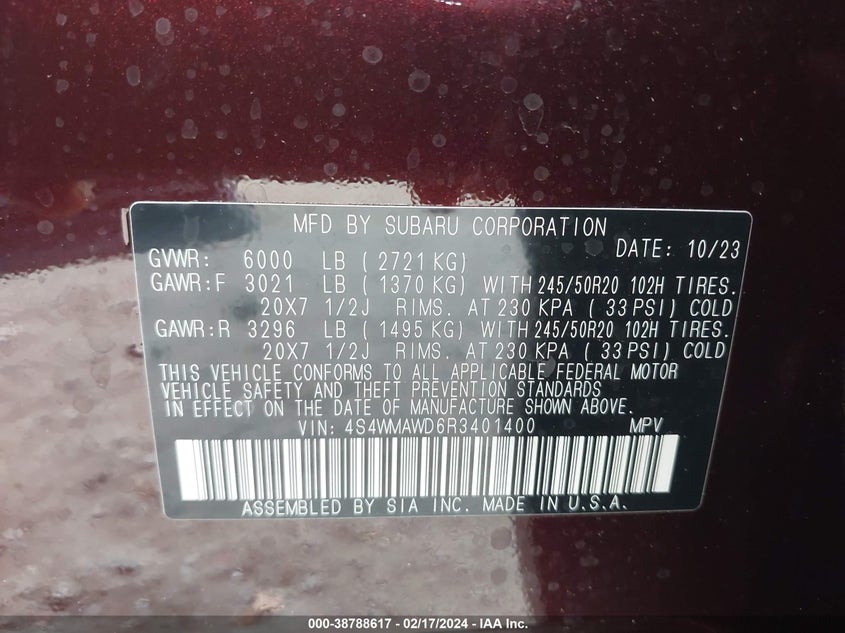 MFD BY SUBARU CORPORATION
DATE: 10/23
GVWR: 6000 LB ( 2721 KG)
GAWR:F 3021 LB ( 1370 KG) WITH 245/50R20 102H TIRES.
20X7 1/2J RIMS. AT 230 KPA ( 33 PSI) COLD
GAWR:R 3296 LB ( 1495 KG) WITH 245/50R20 102H TIRES.
20X7 1/2J RIMS. AT 230 KPA ( 33 PSI) COLD
THIS VEHICLE CONFORMS TO ALL APPLICABLE FEDERAL MOTOR
VEHICLE SAFETY AND THEFT PREVENTION STANDARDS
IN EFFECT ON THE DATE OF MANUFACTURE SHOWN ABOVE.
VIN: 4S4WMAWD6R3401400 MPV
ASSEMBLED BY SIA INC. MADE IN U.S.A.
000-38788617 - 02/17/2024 - IAA Inc.